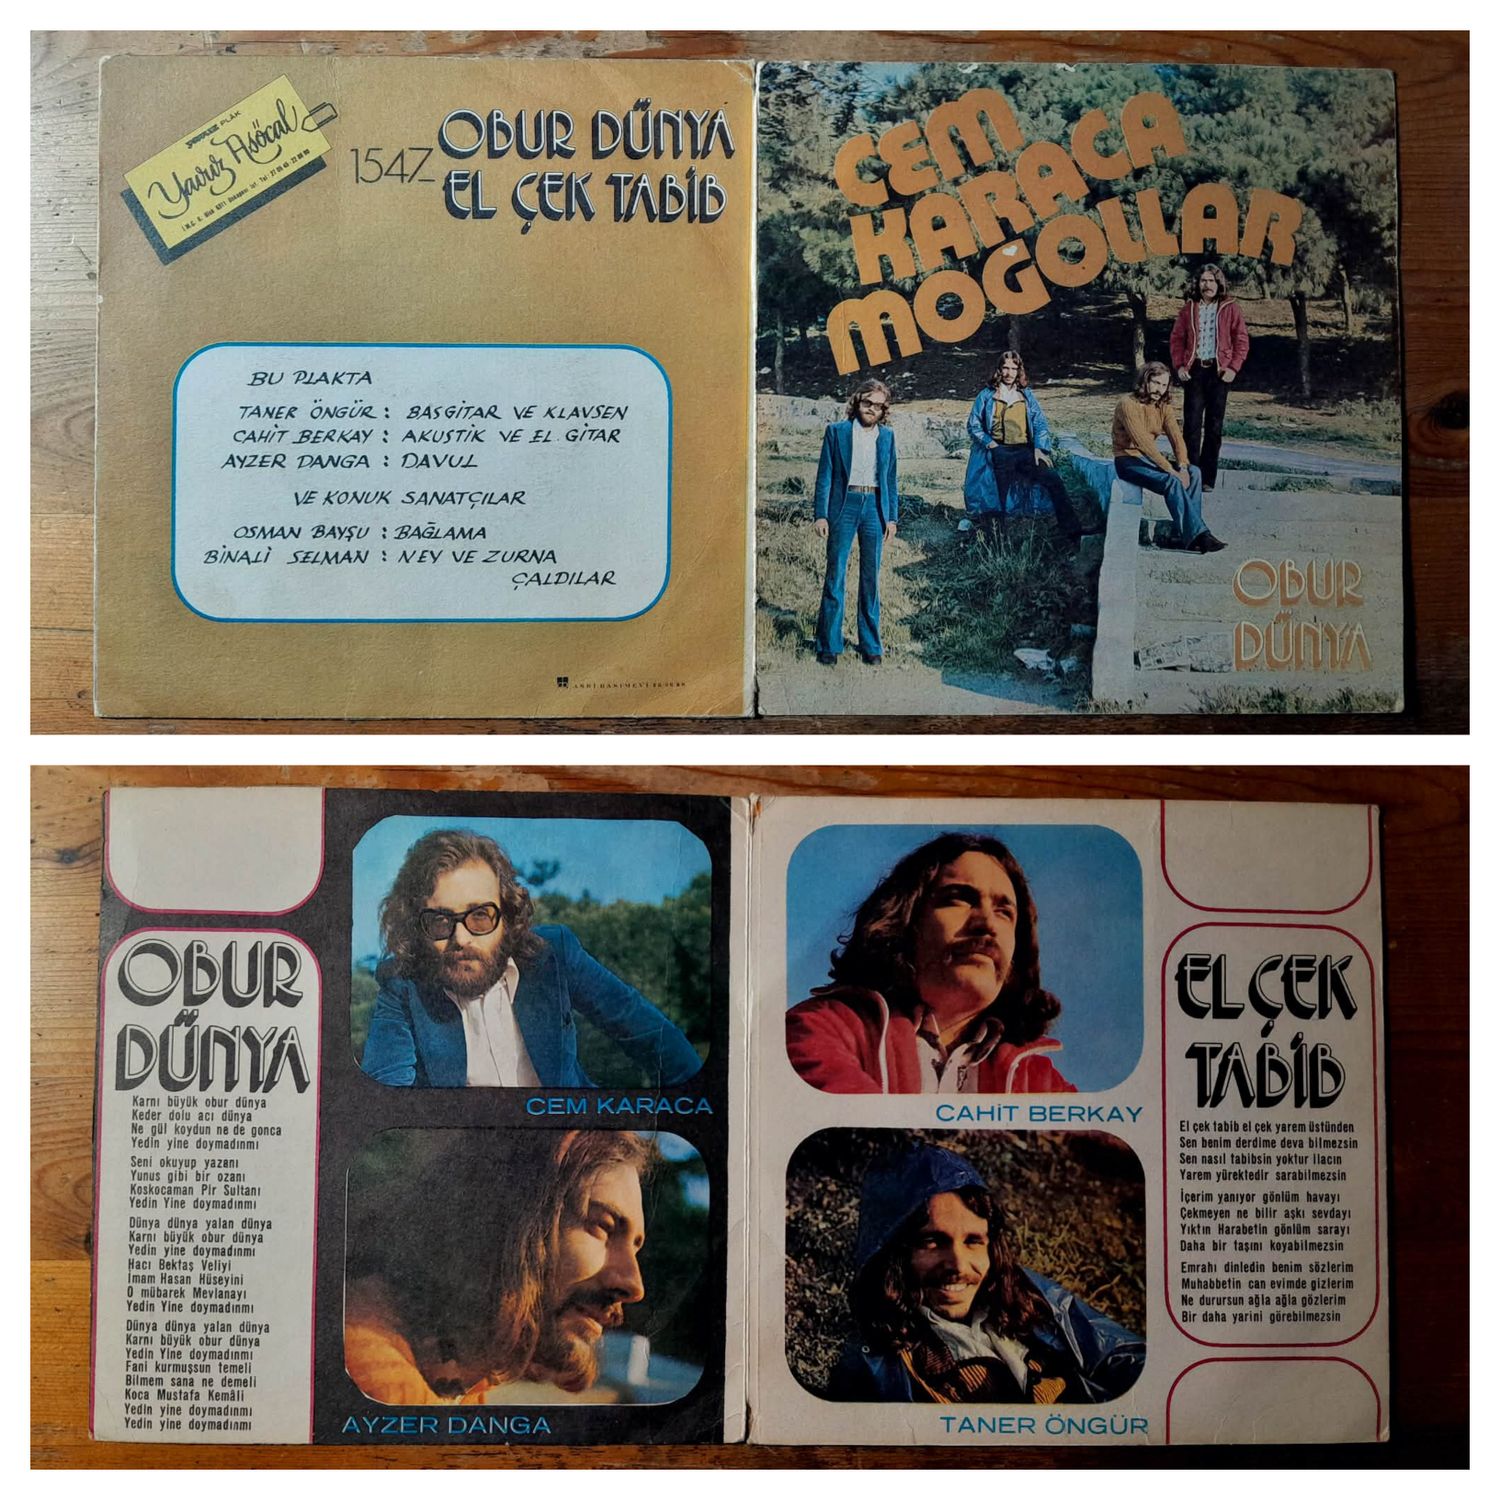 YAVUZ PLAK
Yavuz Asöcal
1547
OBUR DÜNYA
EL ÇEK TABİB
BU PLAKTA
TANER ÖNGÜR : BASGİTAR VE KLAVSEN
CAHİT BERKAY : AKUSTİK VE EL GİTAR
AYZER DANGA : DAVUL
VE KONUK SANATÇILAR
OSMAN BAYŞU : BAĞLAMA
BİNALİ SELMAN : NEY VE ZURNA
ÇALDILAR
CEM
KARACA
MOĞOLLAR
OBUR
DÜNYA
OBUR
DÜNYA
Karnı büyük obur dünya
Keder dolu acı dünya
Ne gül koydun ne de gonca
Yedin yine doymadınmı
Seni okuyup yazanı
Yunus gibi bir ozanı
Koskocaman Pir Sultanı
Yedin Yine doymadınmı
Dünya dünya yalan dünya
Karnı büyük obur dünya
Yedin yine doymadınmı
Hacı Bektaş Veliyi
İmam Hasan Hüseyini
O mübarek Mevlanayı
Yedin Yine doymadınmı
Dünya dünya yalan dünya
Karnı büyük obur dünya
Yedin Yine doymadınmı
Fani kurmuşsun temeli
Bilmem sana ne demeli
Koca Mustafa Kemâli
Yedin yine doymadınmı
Yedin yine doymadınmı
CEM KARACA
AYZER DANGA
CAHİT BERKAY
TANER ÖNGÜR
EL ÇEK
TABİB
El çek tabib el çek yarem üstünden
Sen benim derdime deva bilmezsin
Sen nasıl tabibsin yoktur ilacın
Yarem yürektedir sarabilmezsin
İçerim yanıyor gönlüm havayı
Çekmeyen ne bilir aşkı sevdayı
Yıktın Harabetin gönlüm sarayı
Daha bir taşını koyabilmezsin
Emrahı dinledin benim sözlerim
Muhabbetin can evimde gizlerim
Ne durursun ağla ağla gözlerim
Bir daha yarini görebilmezsin